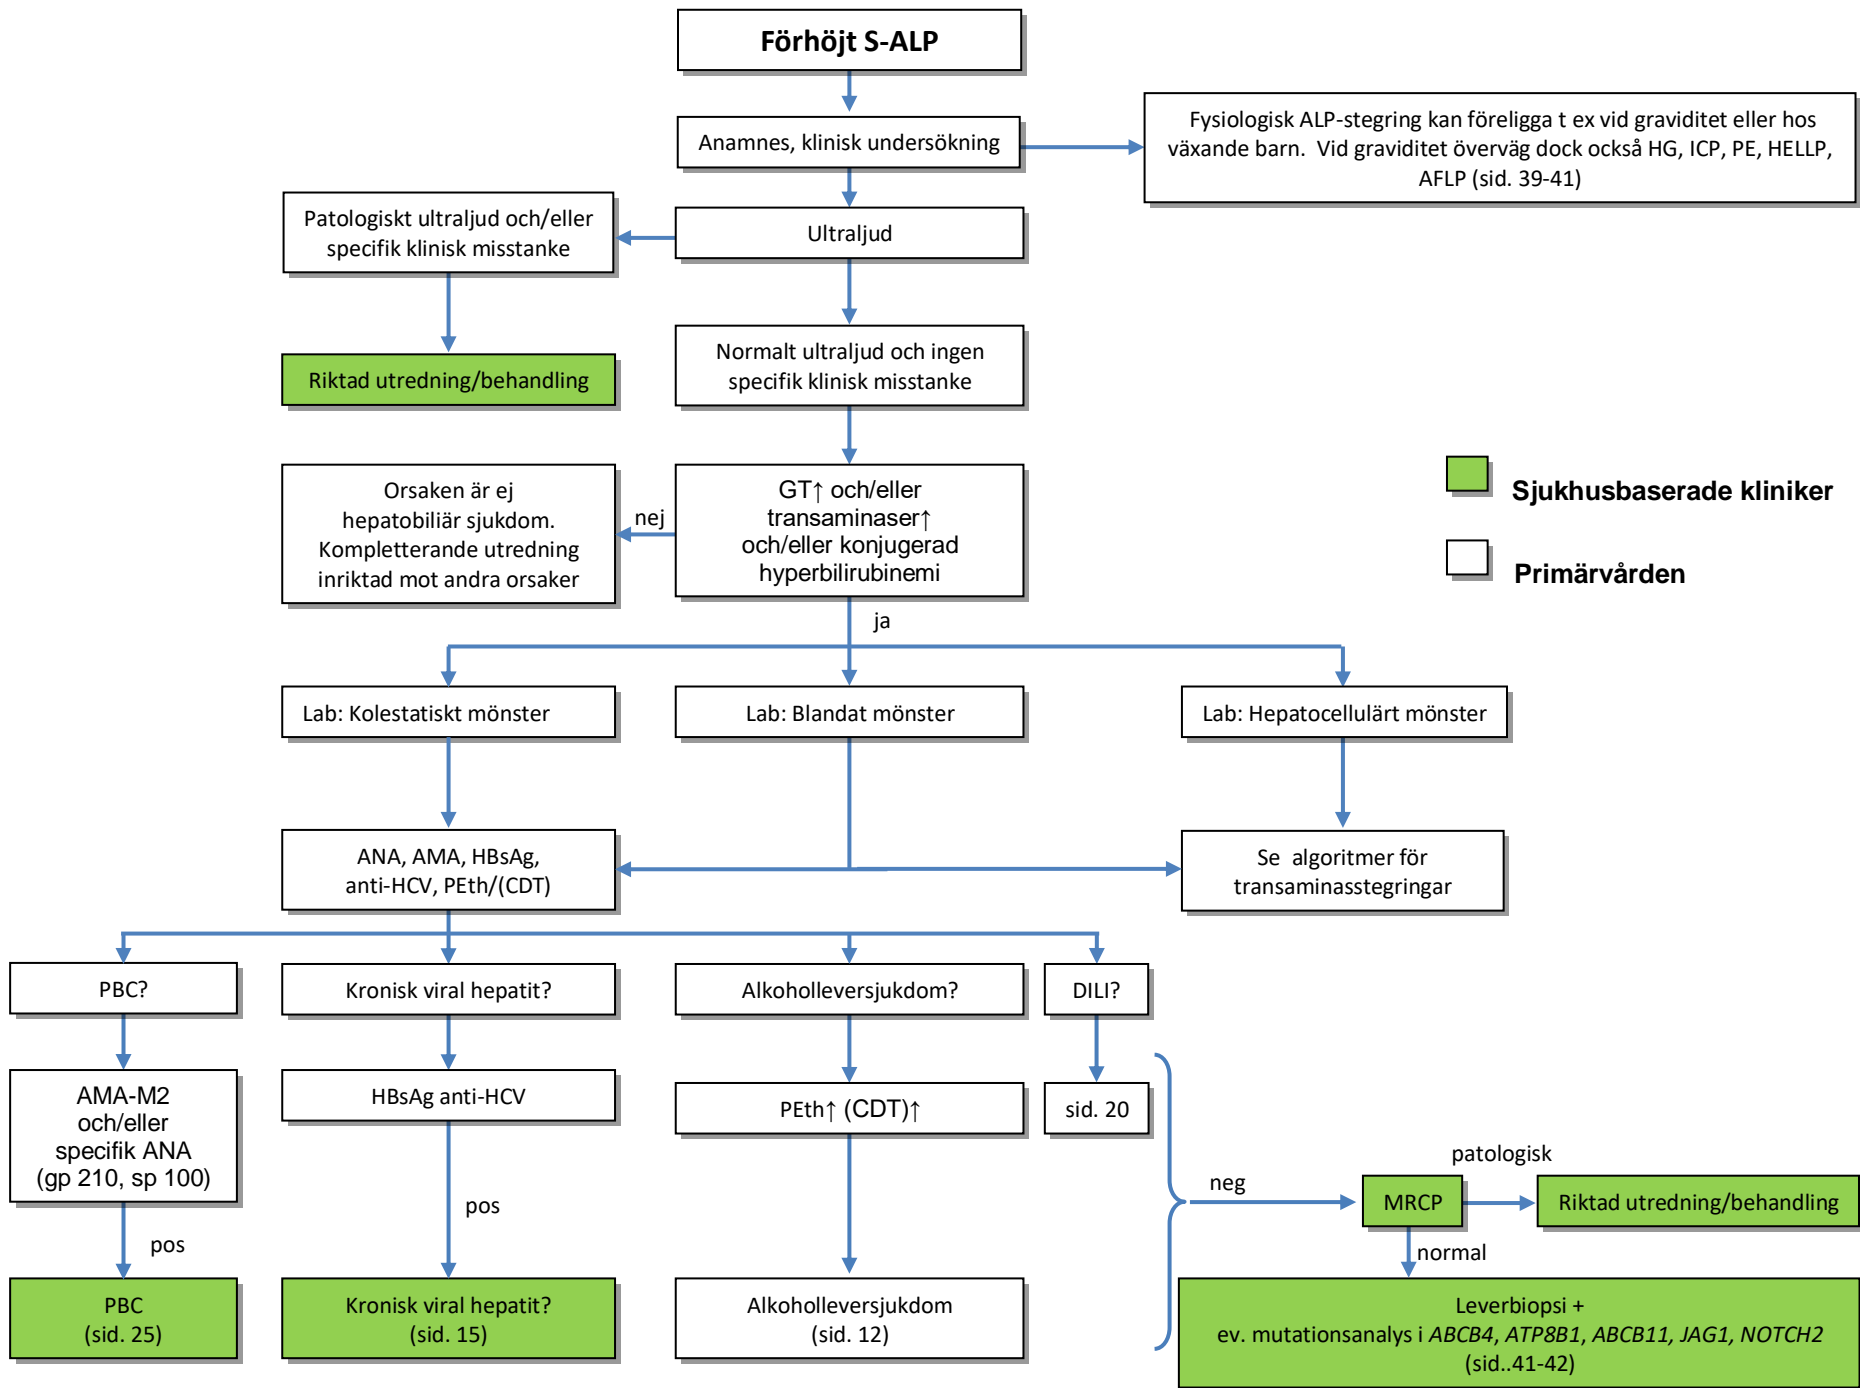 Förhöjt S-ALP
Anamnes, klinisk undersökning
Fysiologisk ALP-stegring kan föreligga t ex vid graviditet eller hos
växande barn.  Vid graviditet överväg dock också HG, ICP, PE, HELLP,
AFLP (sid. 39-41)
Patologiskt ultraljud och/eller
specifik klinisk misstanke
Ultraljud
Riktad utredning/behandling
Normalt ultraljud och ingen
specifik klinisk misstanke
Orsaken är ej
hepatobiliär sjukdom.
Kompletterande utredning
inriktad mot andra orsaker
nej
GT↑ och/eller
transaminaser↑
och/eller konjugerad
hyperbilirubinemi
Sjukhusbaserade kliniker
Primärvården
ja
Lab: Kolestatiskt mönster
Lab: Blandat mönster
Lab: Hepatocellulärt mönster
ANA, AMA, HBsAg,
anti-HCV, PEth/(CDT)
Se  algoritmer för
transaminasstegringar
PBC?
Kronisk viral hepatit?
Alkoholleversjukdom?
DILI?
AMA-M2
och/eller
specifik ANA
(gp 210, sp 100)
HBsAg anti-HCV
PEth↑ (CDT)↑
sid. 20
pos
pos
neg
MRCP
patologisk
Riktad utredning/behandling
normal
PBC
(sid. 25)
Kronisk viral hepatit?
(sid. 15)
Alkoholleversjukdom
(sid. 12)
Leverbiopsi +
ev. mutationsanalys i ABCB4, ATP8B1, ABCB11, JAG1, NOTCH2
(sid..41-42)